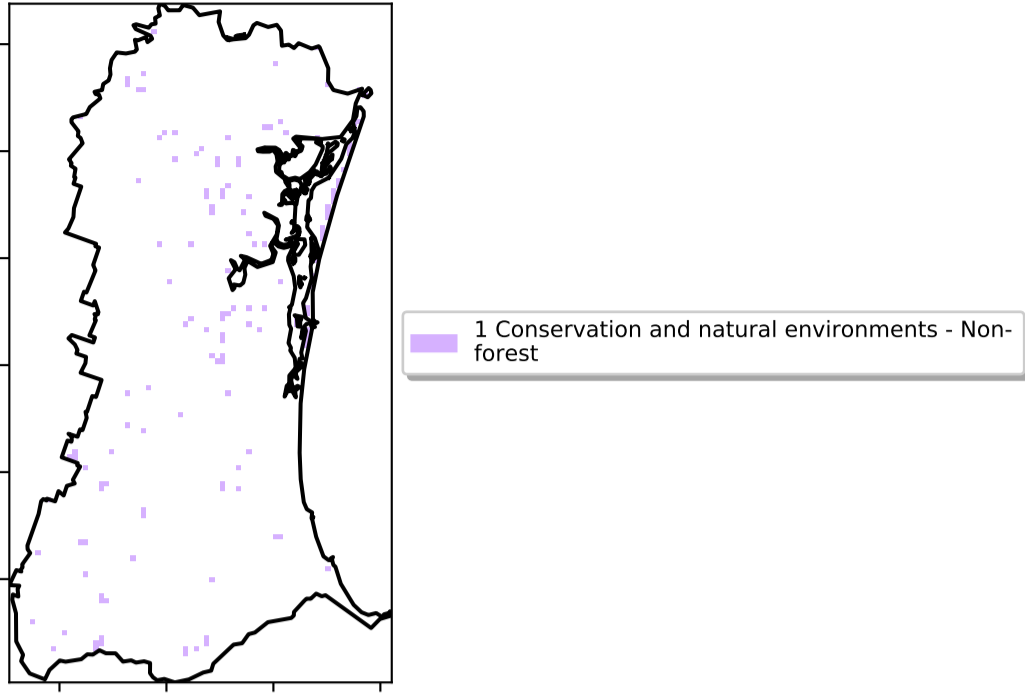 1 Conservation and natural environments - Non-
forest